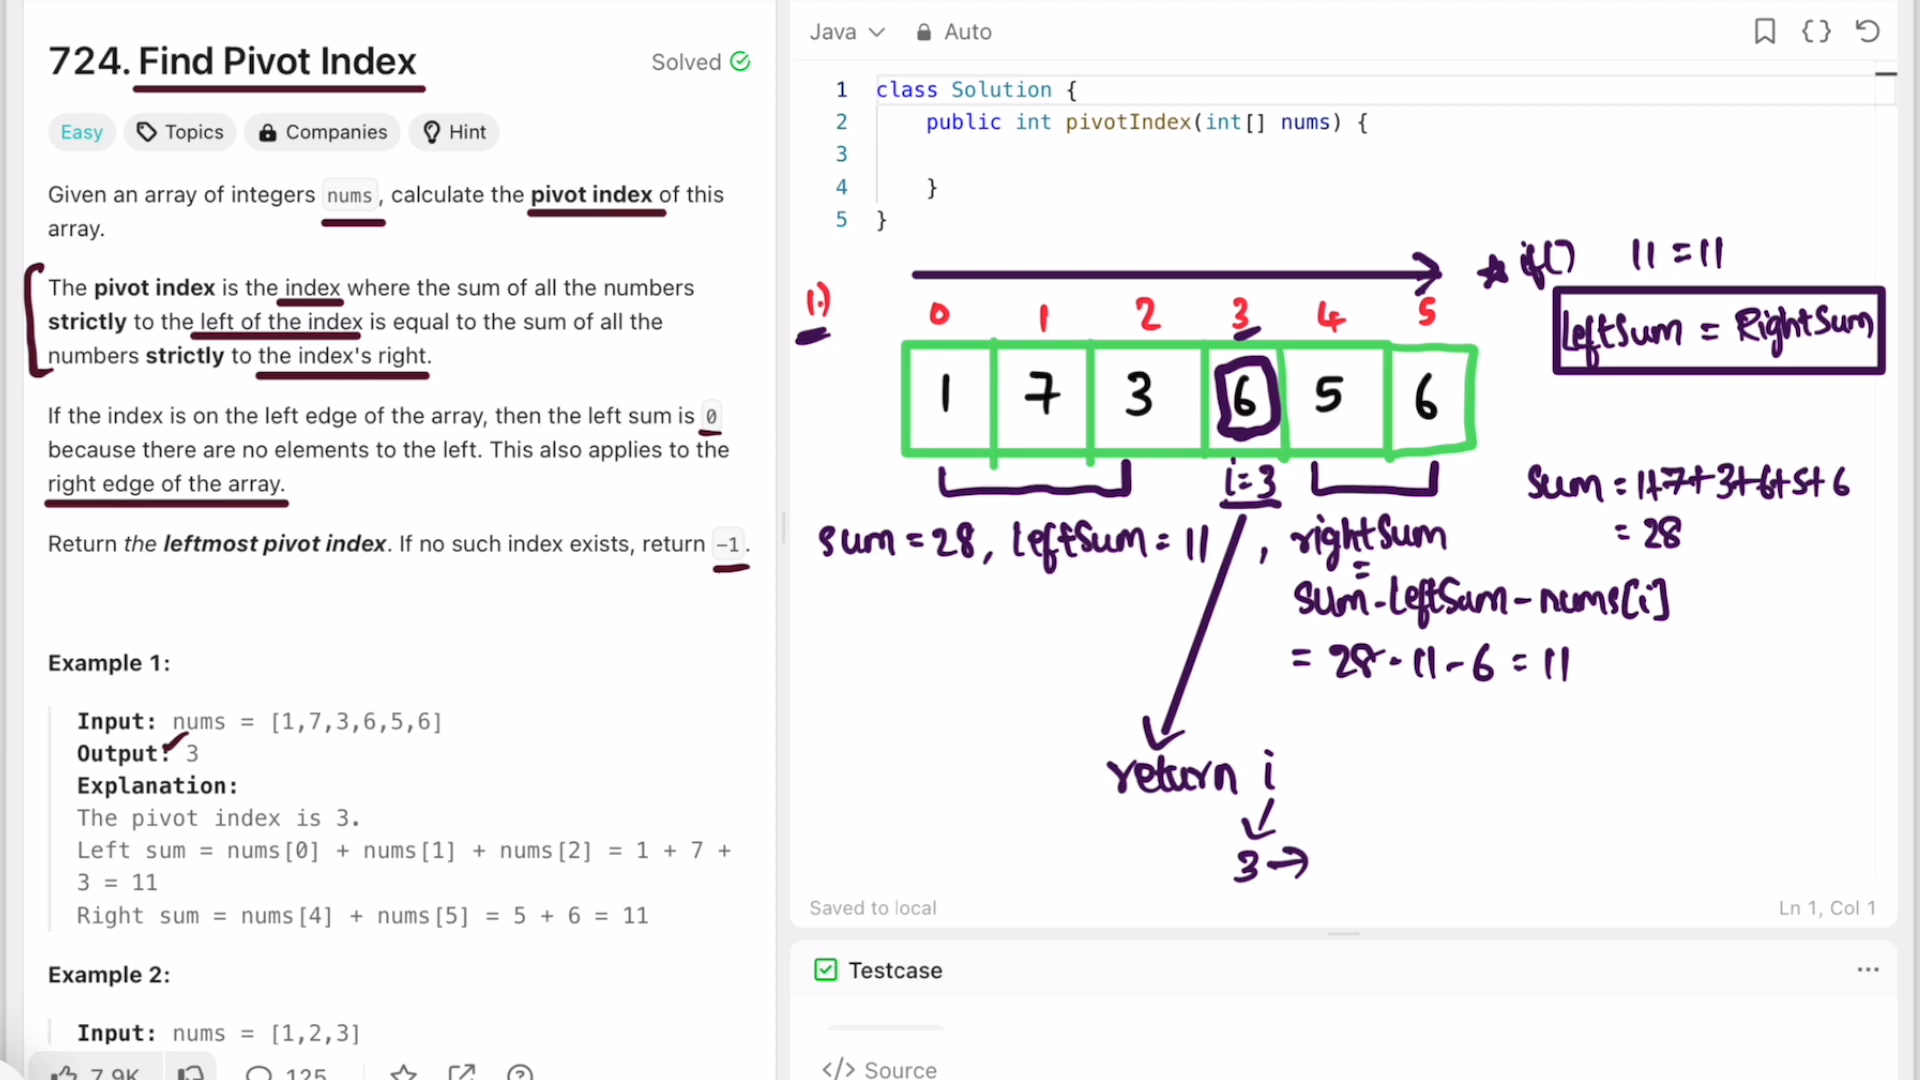 724. Find Pivot Index
Solved
Easy Topics Companies Hint
Given an array of integers nums, calculate the pivot index of this
array.
The pivot index is the index where the sum of all the numbers
strictly to the left of the index is equal to the sum of all the
numbers strictly to the index's right.
If the index is on the left edge of the array, then the left sum is 0
because there are no elements to the left. This also applies to the
right edge of the array.
Return the leftmost pivot index. If no such index exists, return -1.
Example 1:
Input: nums = [1,7,3,6,5,6]
Output: 3
Explanation:
The pivot index is 3.
Left sum = nums[0] + nums[1] + nums[2] = 1 + 7 +
3 = 11
Right sum = nums[4] + nums[5] = 5 + 6 = 11
Example 2:
Input: nums = [1,2,3]
7.9K 125
Java Auto
1 class Solution {
2 public int pivotIndex(int[] nums) {
3
4 }
5 }
if() 11 = 11
leftSum = RightSum
1.)
0 1 2 3 4 5
1 7 3 6 5 6
i=3
sum = 1+7+3+6+5+6
= 28
sum = 28, leftSum = 11 , rightSum
=
sum - leftSum - nums[i]
= 28 - 11 - 6 = 11
return i
3 →
Saved to local
Ln 1, Col 1
Testcase
</> Source